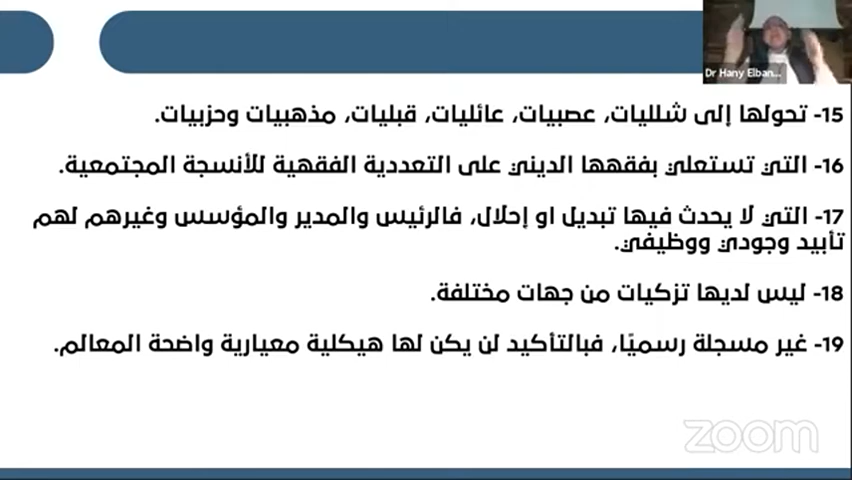 Dr Hany Elban...
15- تحولها إلى شلليات، عصبيات، عائليات، قبليات، مذهبيات وحزبيات.
16- التي تستعلي بفقهها الديني على التعددية الفقهية للأنسجة المجتمعية.
17- التي لا يحدث فيها تبديل او إحلال، فالرئيس والمدير والمؤسس وغيرهم لهم
تأبيد وجودي ووظيفي.
18- ليس لديها تزكيات من جهات مختلفة.
19- غير مسجلة رسميًا، فبالتأكيد لن يكن لها هيكلية معيارية واضحة المعالم.
zoom